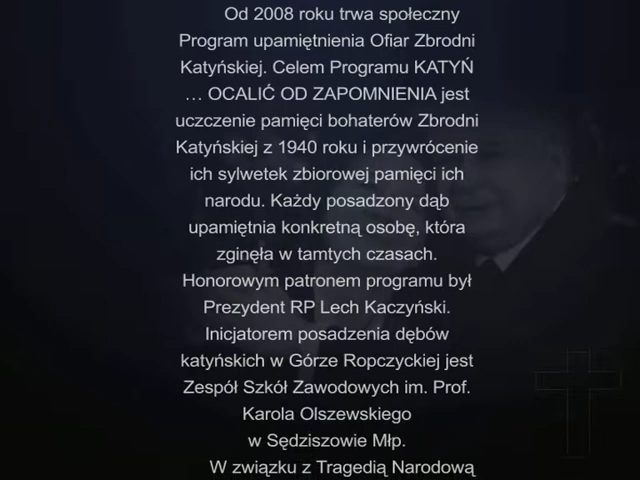 Od 2008 roku trwa społeczny
Program upamiętnienia Ofiar Zbrodni
Katyńskiej. Celem Programu KATYŃ
… OCALIĆ OD ZAPOMNIENIA jest
uczczenie pamięci bohaterów Zbrodni
Katyńskiej z 1940 roku i przywrócenie
ich sylwetek zbiorowej pamięci ich
narodu. Każdy posadzony dąb
upamiętnia konkretną osobę, która
zginęła w tamtych czasach.
Honorowym patronem programu był
Prezydent RP Lech Kaczyński.
Inicjatorem posadzenia dębów
katyńskich w Górze Ropczyckiej jest
Zespół Szkół Zawodowych im. Prof.
Karola Olszewskiego
w Sędziszowie Młp.
W związku z Tragedią Narodową